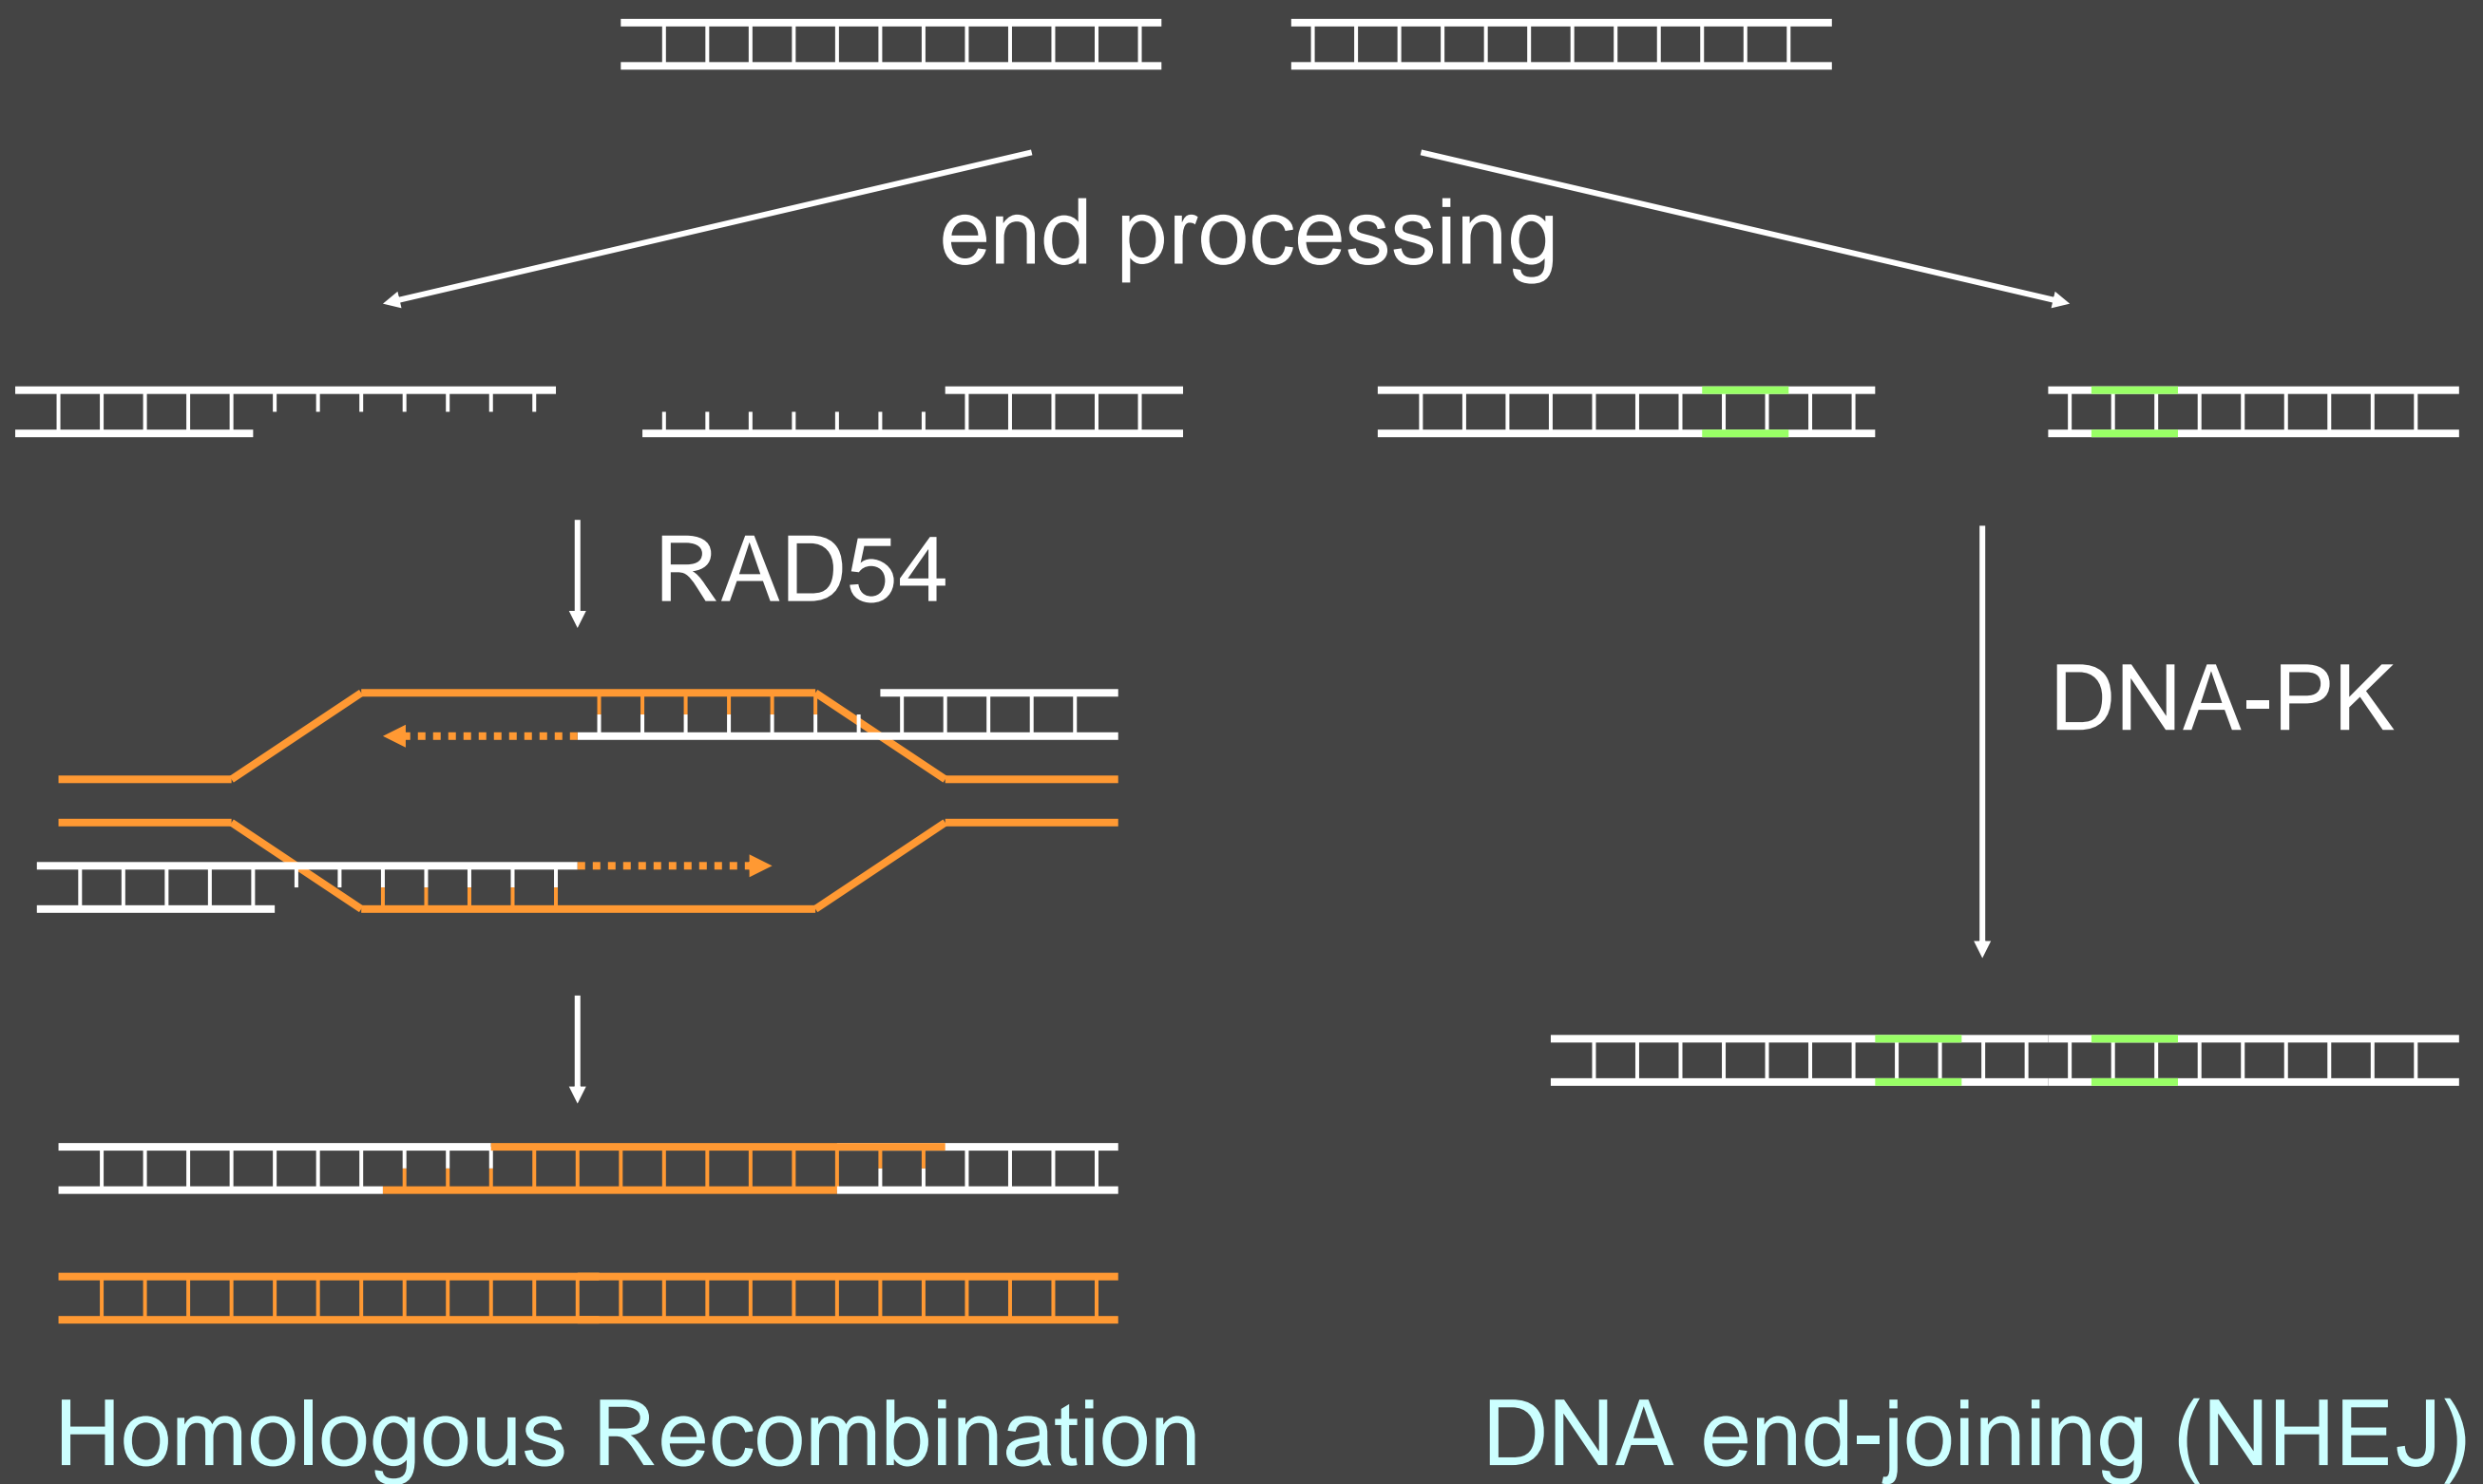 end processing
RAD54
DNA-PK
Homologous Recombination
DNA end-joining(NHEJ)